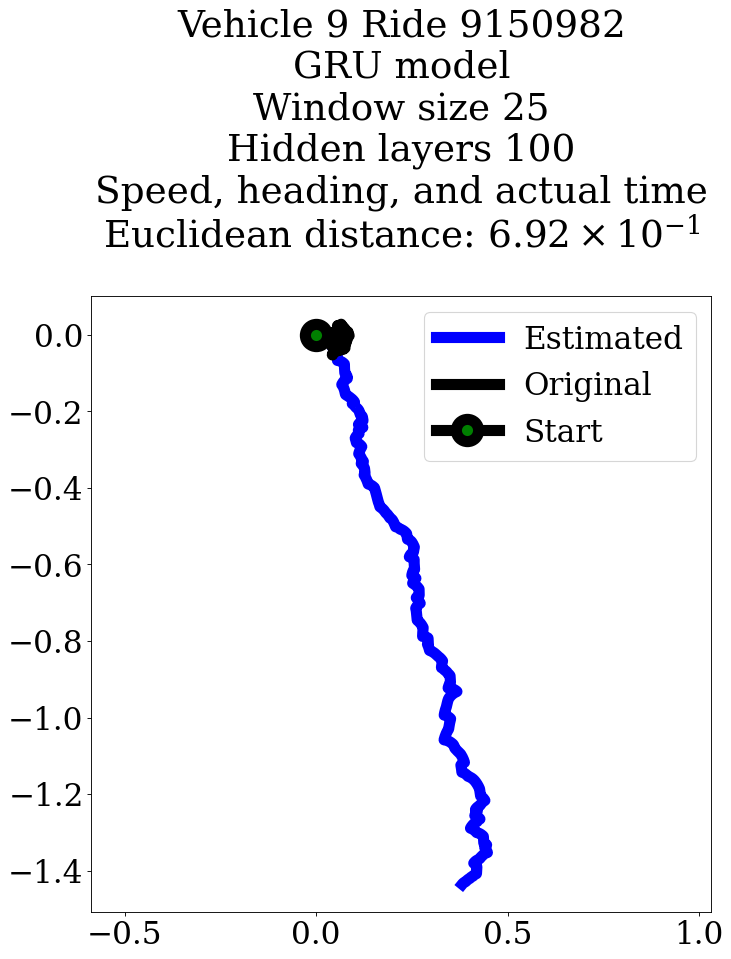 Vehicle 9 Ride 9150982
GRU model
Window size 25
Hidden layers 100
Speed, heading, and actual time
Euclidean distance: 6.92 × 10⁻¹
Estimated
Original
Start
0.0
−0.2
−0.4
−0.6
−0.8
−1.0
−1.2
−1.4
−0.5 0.0 0.5 1.0